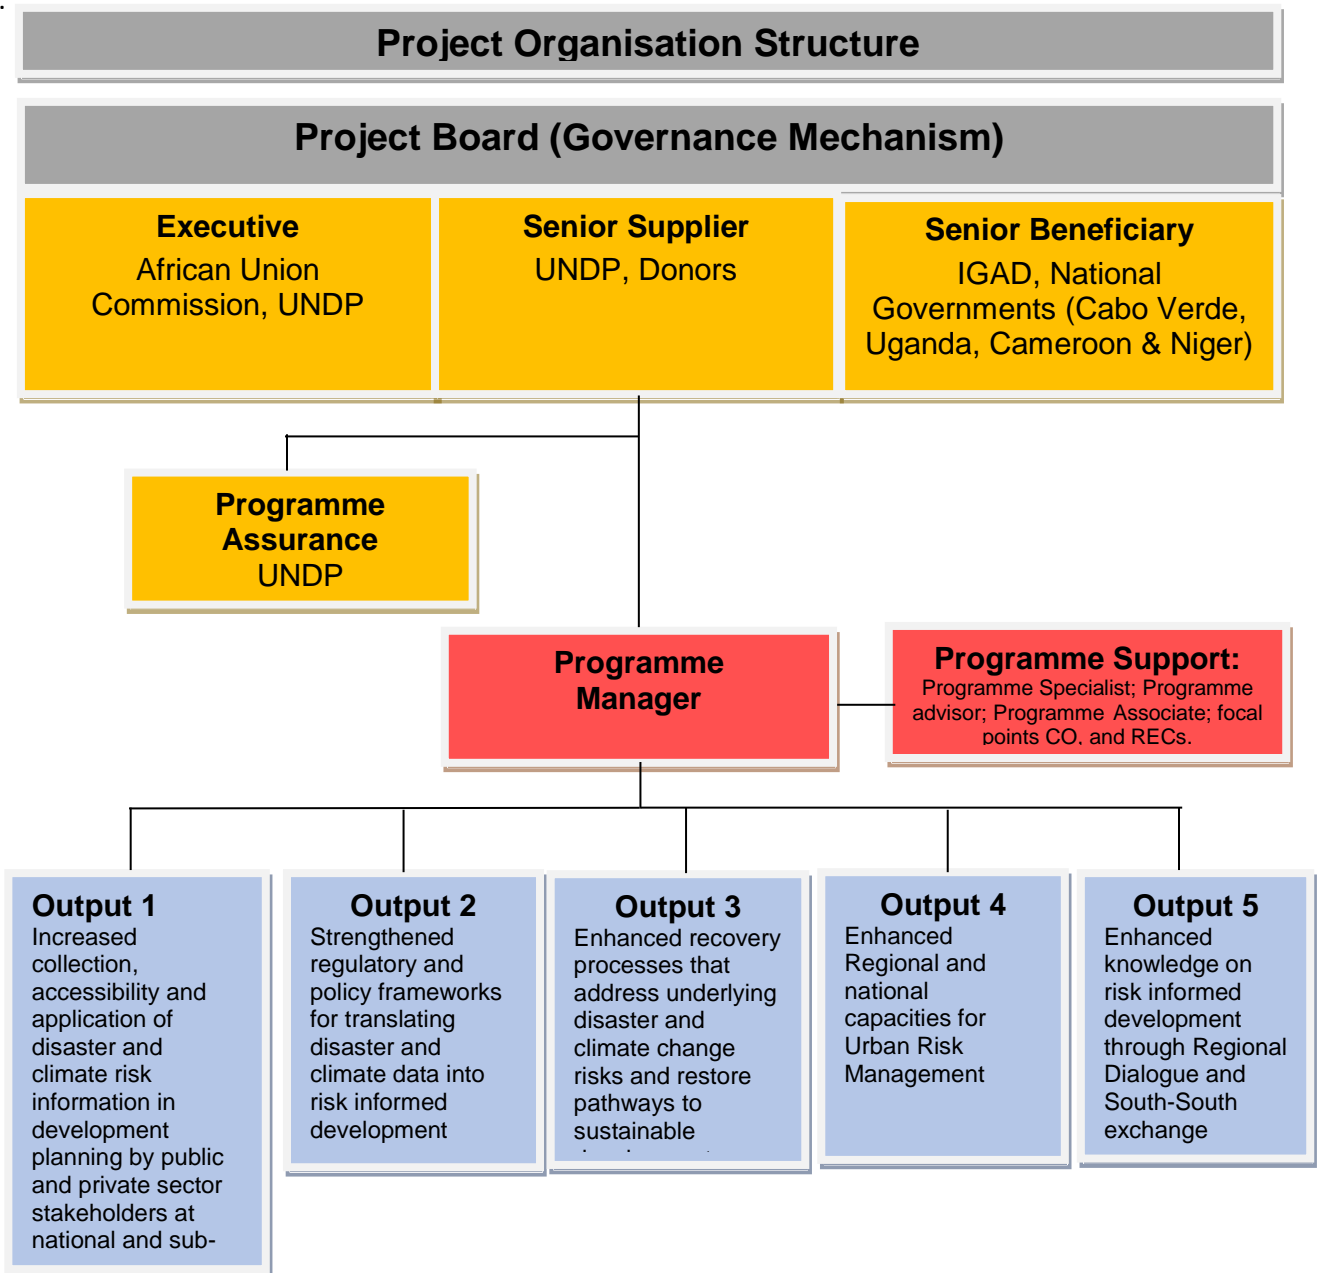 .
Project Organisation Structure
Project Board (Governance Mechanism)
Executive
African Union
Commission, UNDP
Senior Supplier
UNDP, Donors
Senior Beneficiary
IGAD, National
Governments (Cabo Verde,
Uganda, Cameroon & Niger)
Programme
Assurance
UNDP
Programme
Manager
Programme Support:
Programme Specialist; Programme
advisor; Programme Associate; focal
points CO, and RECs.
Output 1
Increased
collection,
accessibility and
application of
disaster and
climate risk
information in
development
planning by public
and private sector
stakeholders at
national and sub-
Output 2
Strengthened
regulatory and
policy frameworks
for translating
disaster and
climate data into
risk informed
development
Output 3
Enhanced recovery
processes that
address underlying
disaster and
climate change
risks and restore
pathways to
sustainable
Output 4
Enhanced
Regional and
national
capacities for
Urban Risk
Management
Output 5
Enhanced
knowledge on
risk informed
development
through Regional
Dialogue and
South-South
exchange